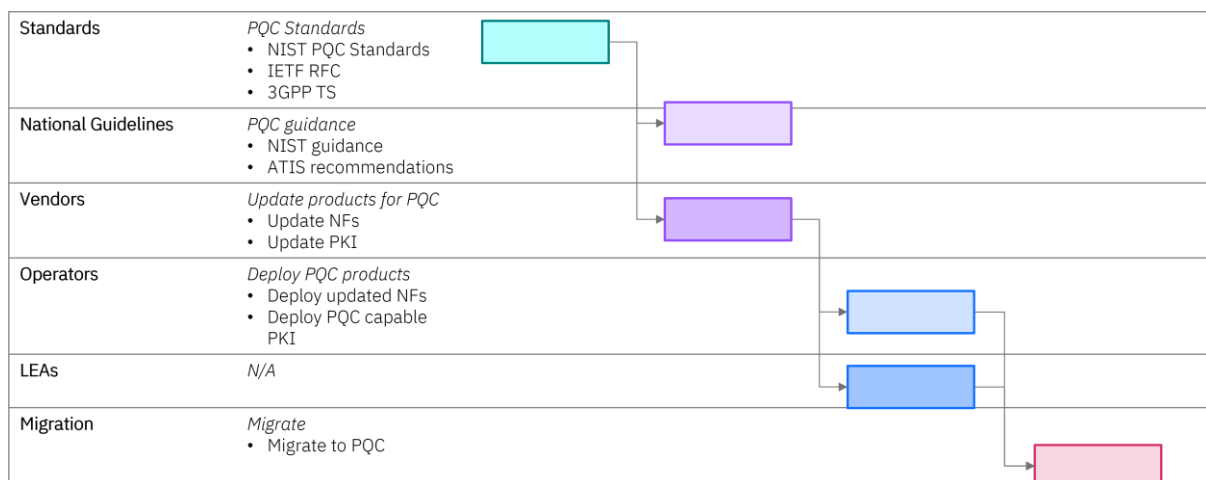 Standards
PQC Standards
• NIST PQC Standards
• IETF RFC
• 3GPP TS
National Guidelines
PQC guidance
• NIST guidance
• ATIS recommendations
Vendors
Update products for PQC
• Update NFs
• Update PKI
Operators
Deploy PQC products
• Deploy updated NFs
• Deploy PQC capable
PKI
LEAs
N/A
Migration
Migrate
• Migrate to PQC